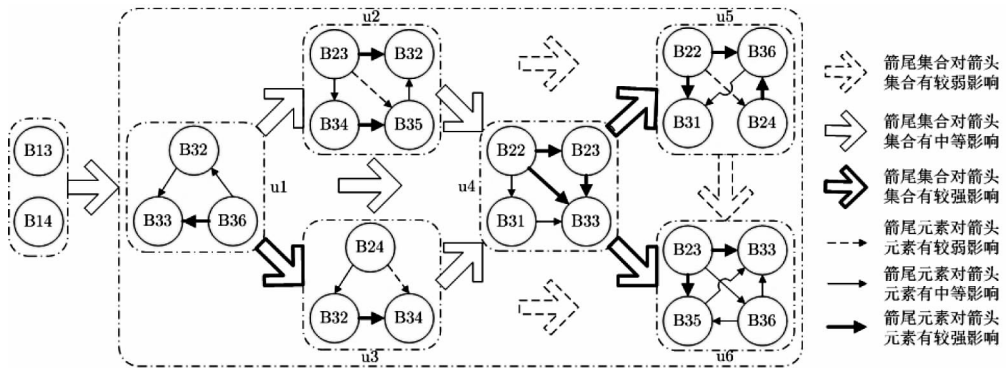 B13
B14
B32
B33 B36
u1
u2
B23 B32
B34 B35
B24
B32 B34
u3
u4
B22 B23
B31 B33
u5
B22 B36
B31 B24
B23 B33
B35 B36
u6
箭尾集合对箭头
集合有较弱影响
箭尾集合对箭头
集合有中等影响
箭尾集合对箭头
集合有较强影响
箭尾元素对箭头
元素有较弱影响
箭尾元素对箭头
元素有中等影响
箭尾元素对箭头
元素有较强影响